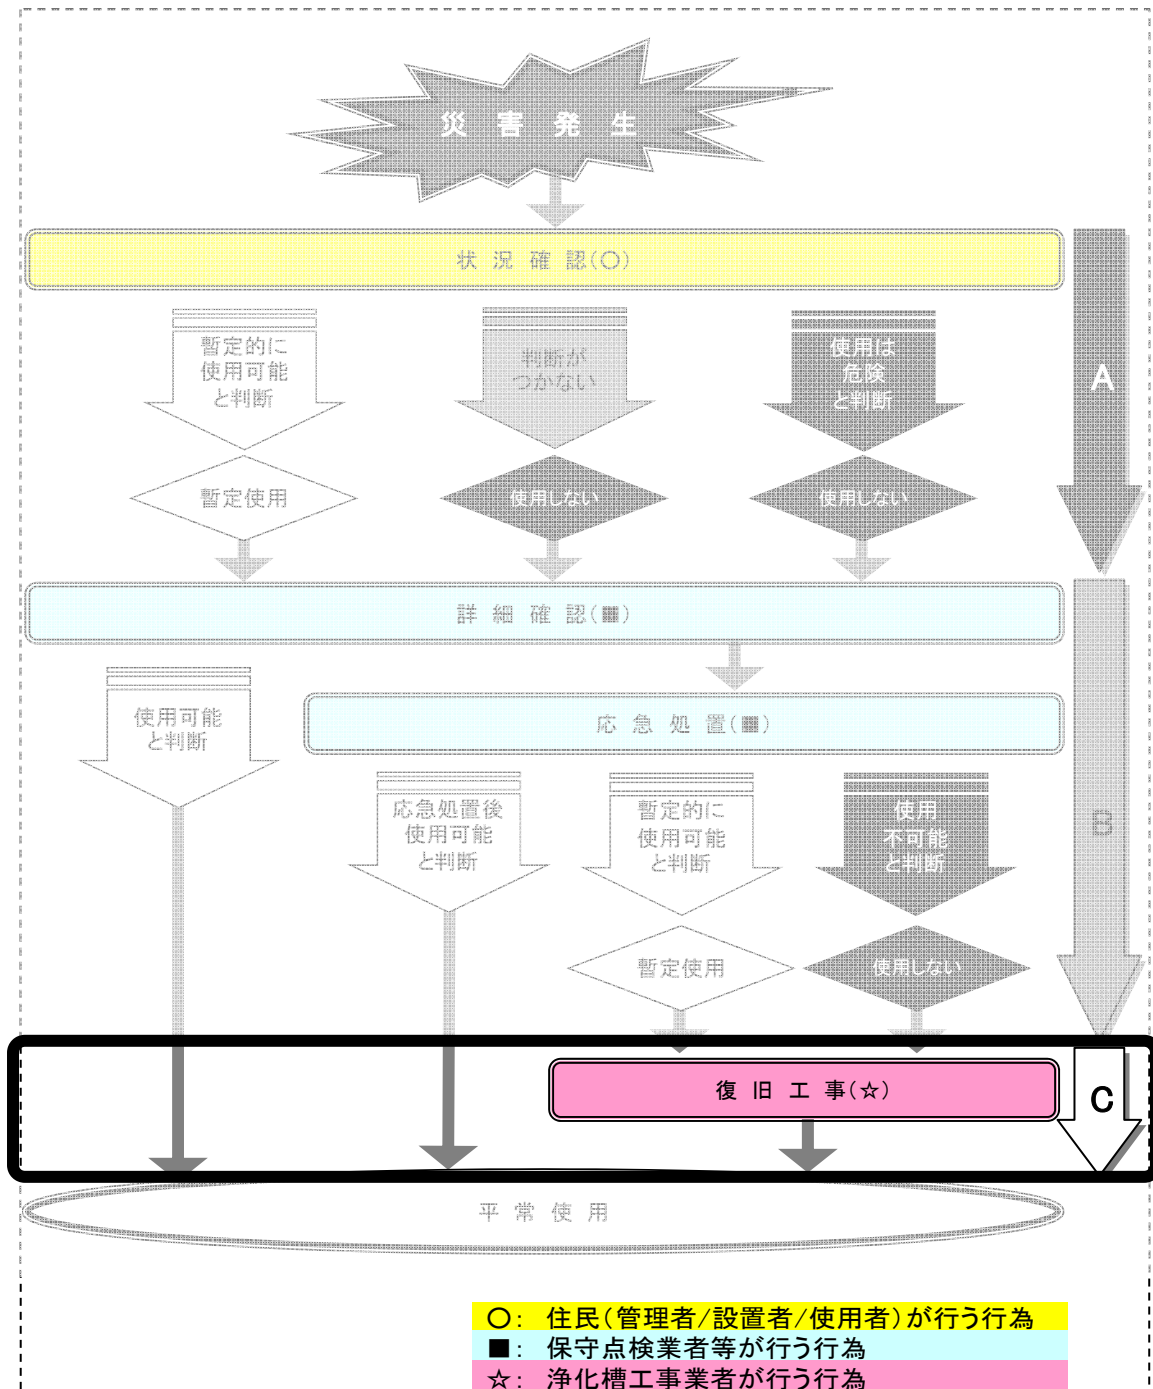 災 害 発 生
状 況 確 認(○)
暫定的に
使用可能
と判断
判断が
つかない
使用は
危険
と判断
A
暫定使用
使用しない
使用しない
詳 細 確 認(■)
使用可能
と判断
応 急 処 置(■)
応急処置後
使用可能
と判断
暫定的に
使用可能
と判断
使用
不可能
と判断
B
暫定使用
使用しない
復 旧 工 事(☆)
C
平 常 使 用
○: 住民(管理者/設置者/使用者)が行う行為
■: 保守点検業者等が行う行為
☆: 浄化槽工事業者が行う行為